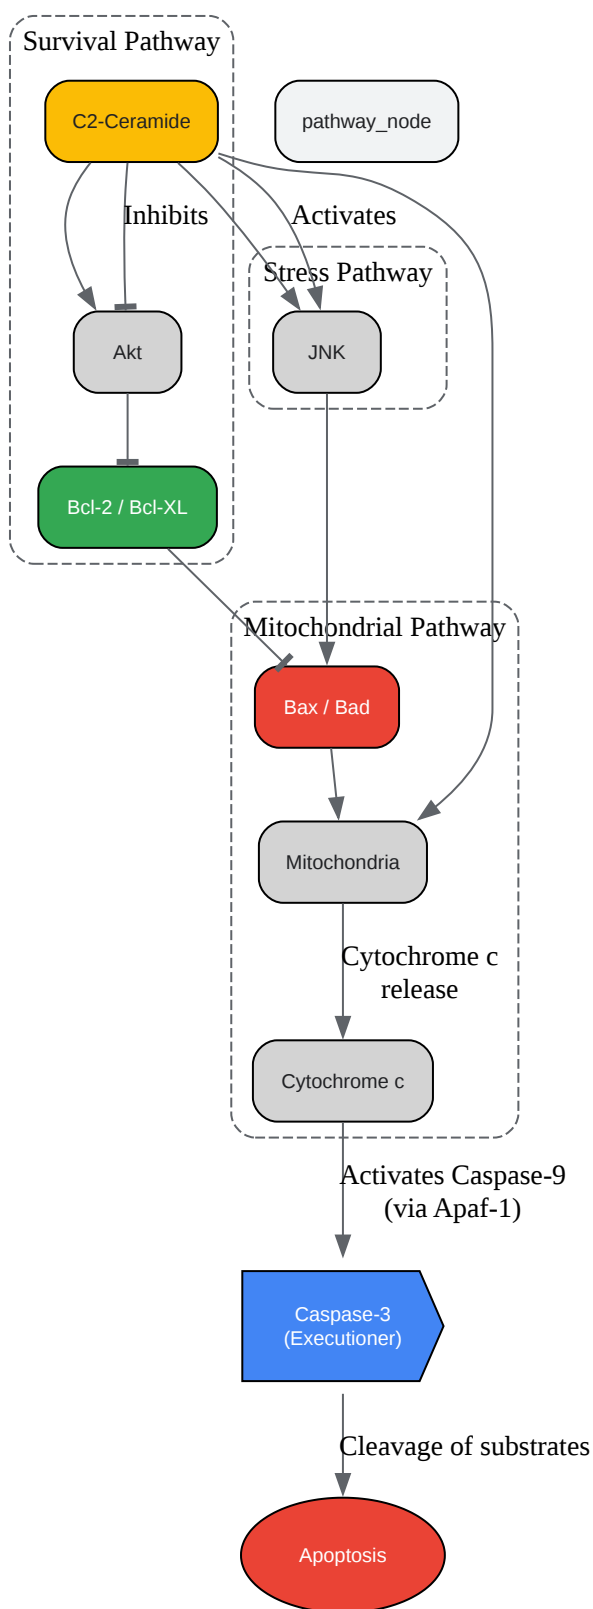 Survival Pathway
C2-Ceramide
pathway_node
Inhibits
Activates
Stress Pathway
Akt
JNK
Bcl-2 / Bcl-XL
Mitochondrial Pathway
Bax / Bad
Mitochondria
Cytochrome c
release
Cytochrome c
Activates Caspase-9
(via Apaf-1)
Caspase-3
(Executioner)
Cleavage of substrates
Apoptosis